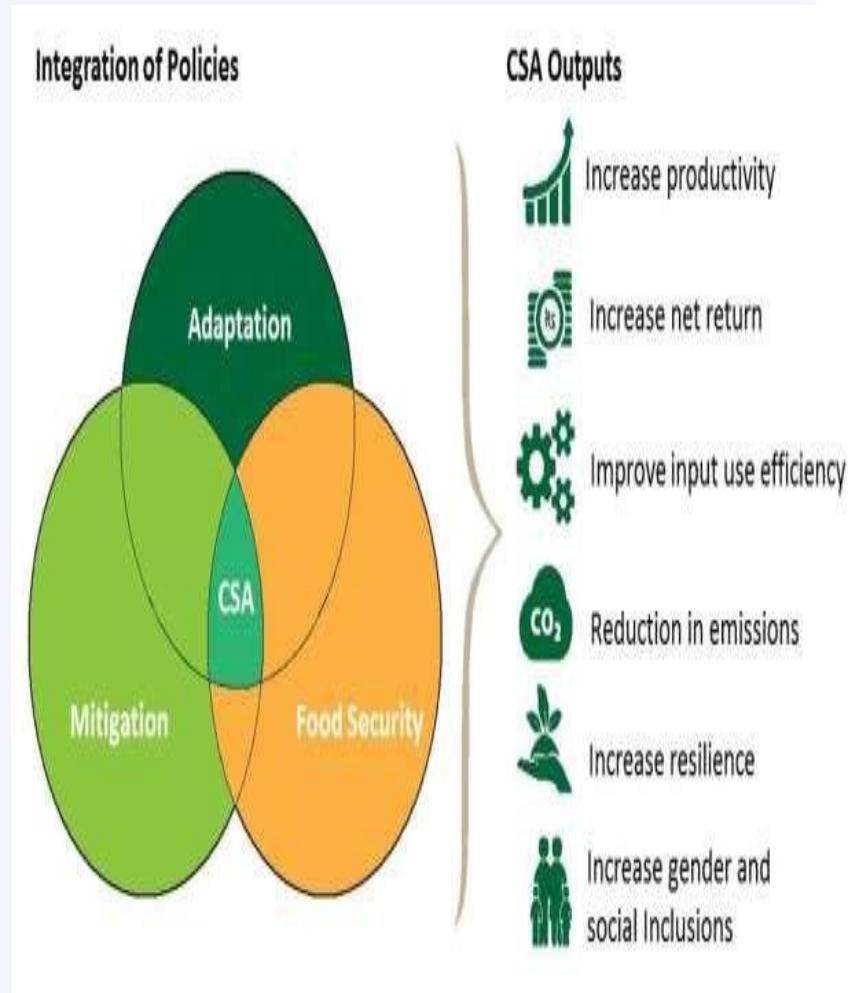 Integration of Policies
Adaptation
CSA
Mitigation
Food Security
CSA Outputs
Increase productivity
Increase net return
Improve input use efficiency
CO₂
Reduction in emissions
Increase resilience
Increase gender and
social Inclusions